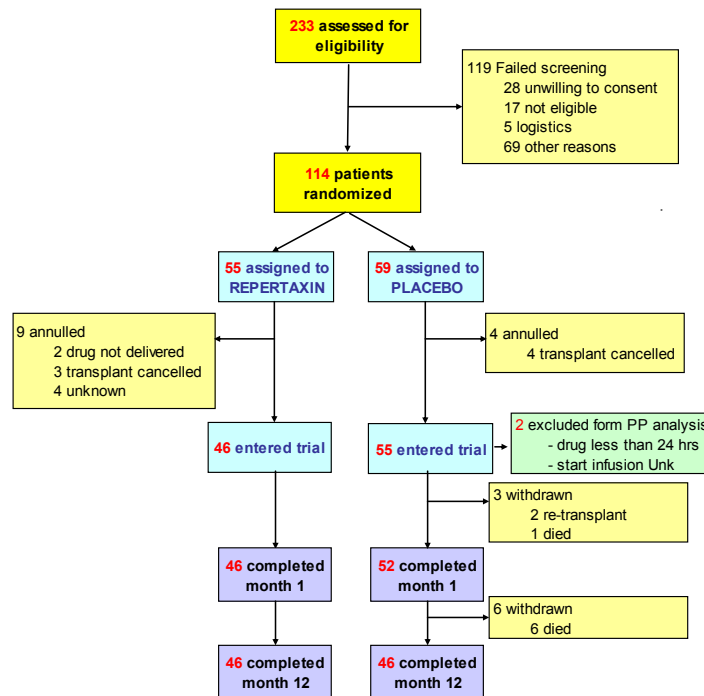 233 assessed for
eligibility
119 Failed screening
28 unwilling to consent
17 not eligible
5 logistics
69 other reasons
114 patients
randomized
55 assigned to
REPERTAXIN
59 assigned to
PLACEBO
9 annulled
2 drug not delivered
3 transplant cancelled
4 unknown
4 annulled
4 transplant cancelled
46 entered trial
55 entered trial
2 excluded form PP analysis
- drug less than 24 hrs
- start infusion Unk
3 withdrawn
2 re-transplant
1 died
46 completed
month 1
52 completed
month 1
6 withdrawn
6 died
46 completed
month 12
46 completed
month 12